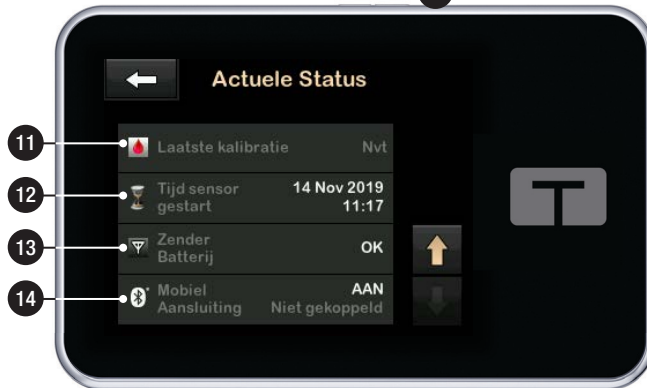 Actuele Status
11 Laatste kalibratie Nvt
12 Tijd sensor 14 Nov 2019
gestart 11:17
13 Zender
Batterij OK
14 Mobiel AAN
Aansluiting Niet gekoppeld